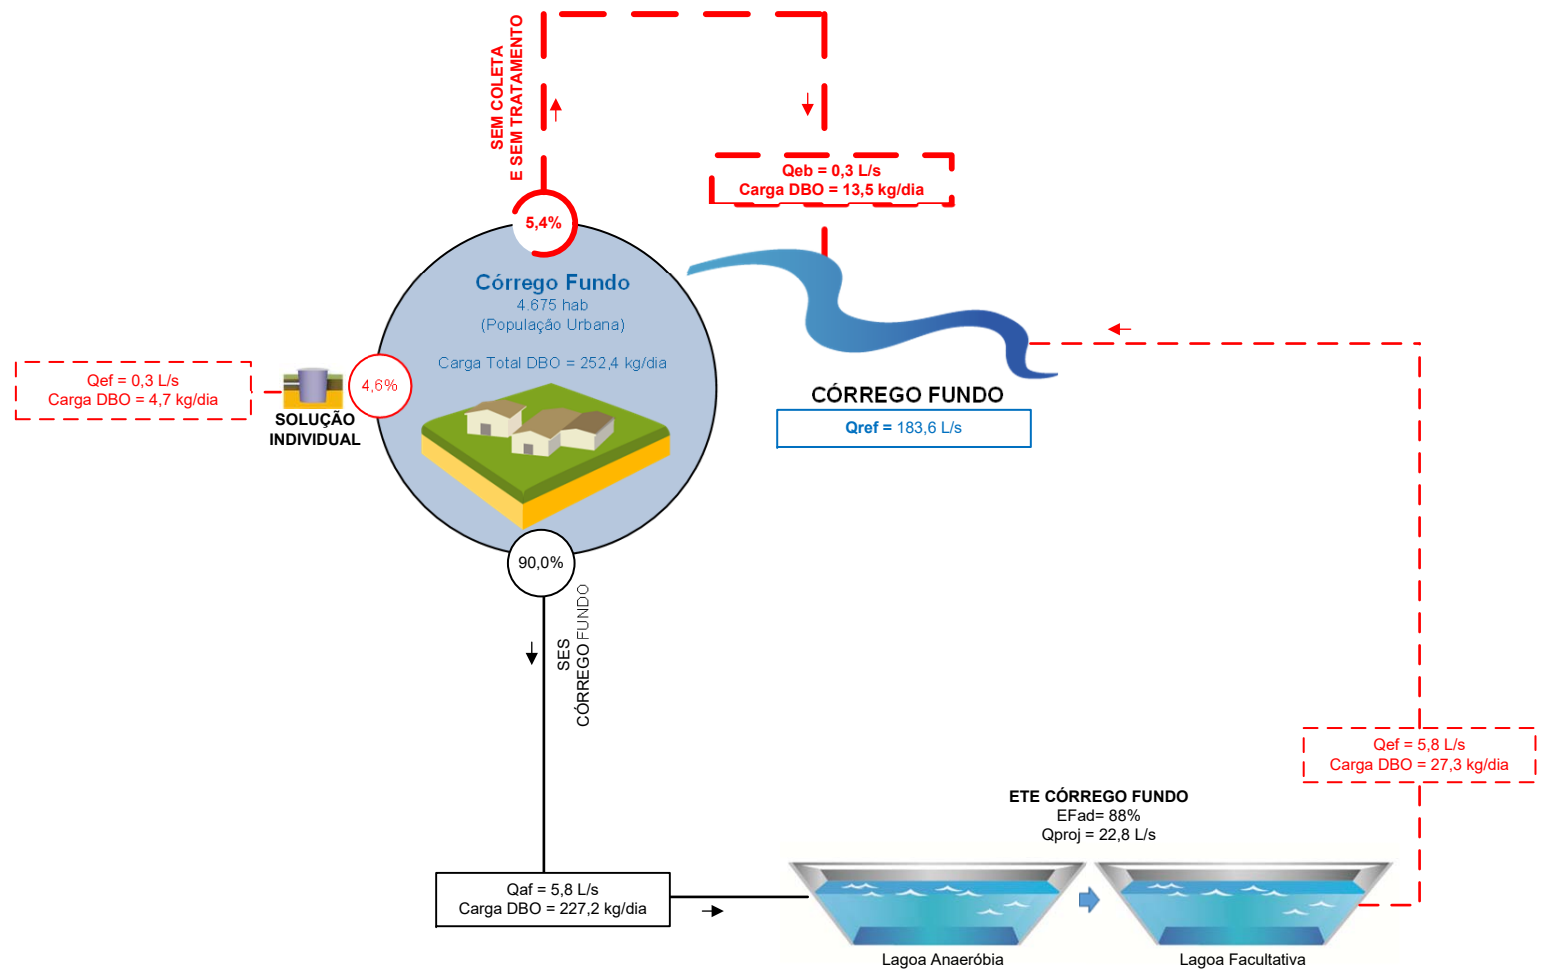 SEM COLETA
E SEM TRATAMENTO
Qeb = 0,3 L/s
Carga DBO = 13,5 kg/dia
5,4%
Córrego Fundo
4.675 hab
(População Urbana)
Carga Total DBO = 252,4 kg/dia
Qef = 0,3 L/s
Carga DBO = 4,7 kg/dia
4,6%
SOLUÇÃO
INDIVIDUAL
CÓRREGO FUNDO
Qref = 183,6 L/s
90,0%
SES
CÓRREGO FUNDO
Qef = 5,8 L/s
Carga DBO = 27,3 kg/dia
ETE CÓRREGO FUNDO
EFad= 88%
Qproj = 22,8 L/s
Qaf = 5,8 L/s
Carga DBO = 227,2 kg/dia
Lagoa Anaeróbia
Lagoa Facultativa